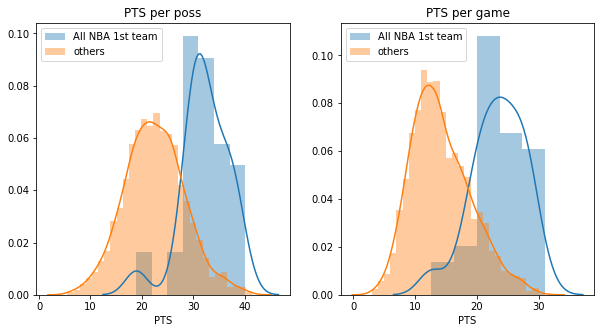 PTS per poss
All NBA 1st team
others
0.10
0.08
0.06
0.04
0.02
0.00
0 10 20 30 40
PTS
PTS per game
All NBA 1st team
others
0.10
0.08
0.06
0.04
0.02
0.00
0 10 20 30
PTS